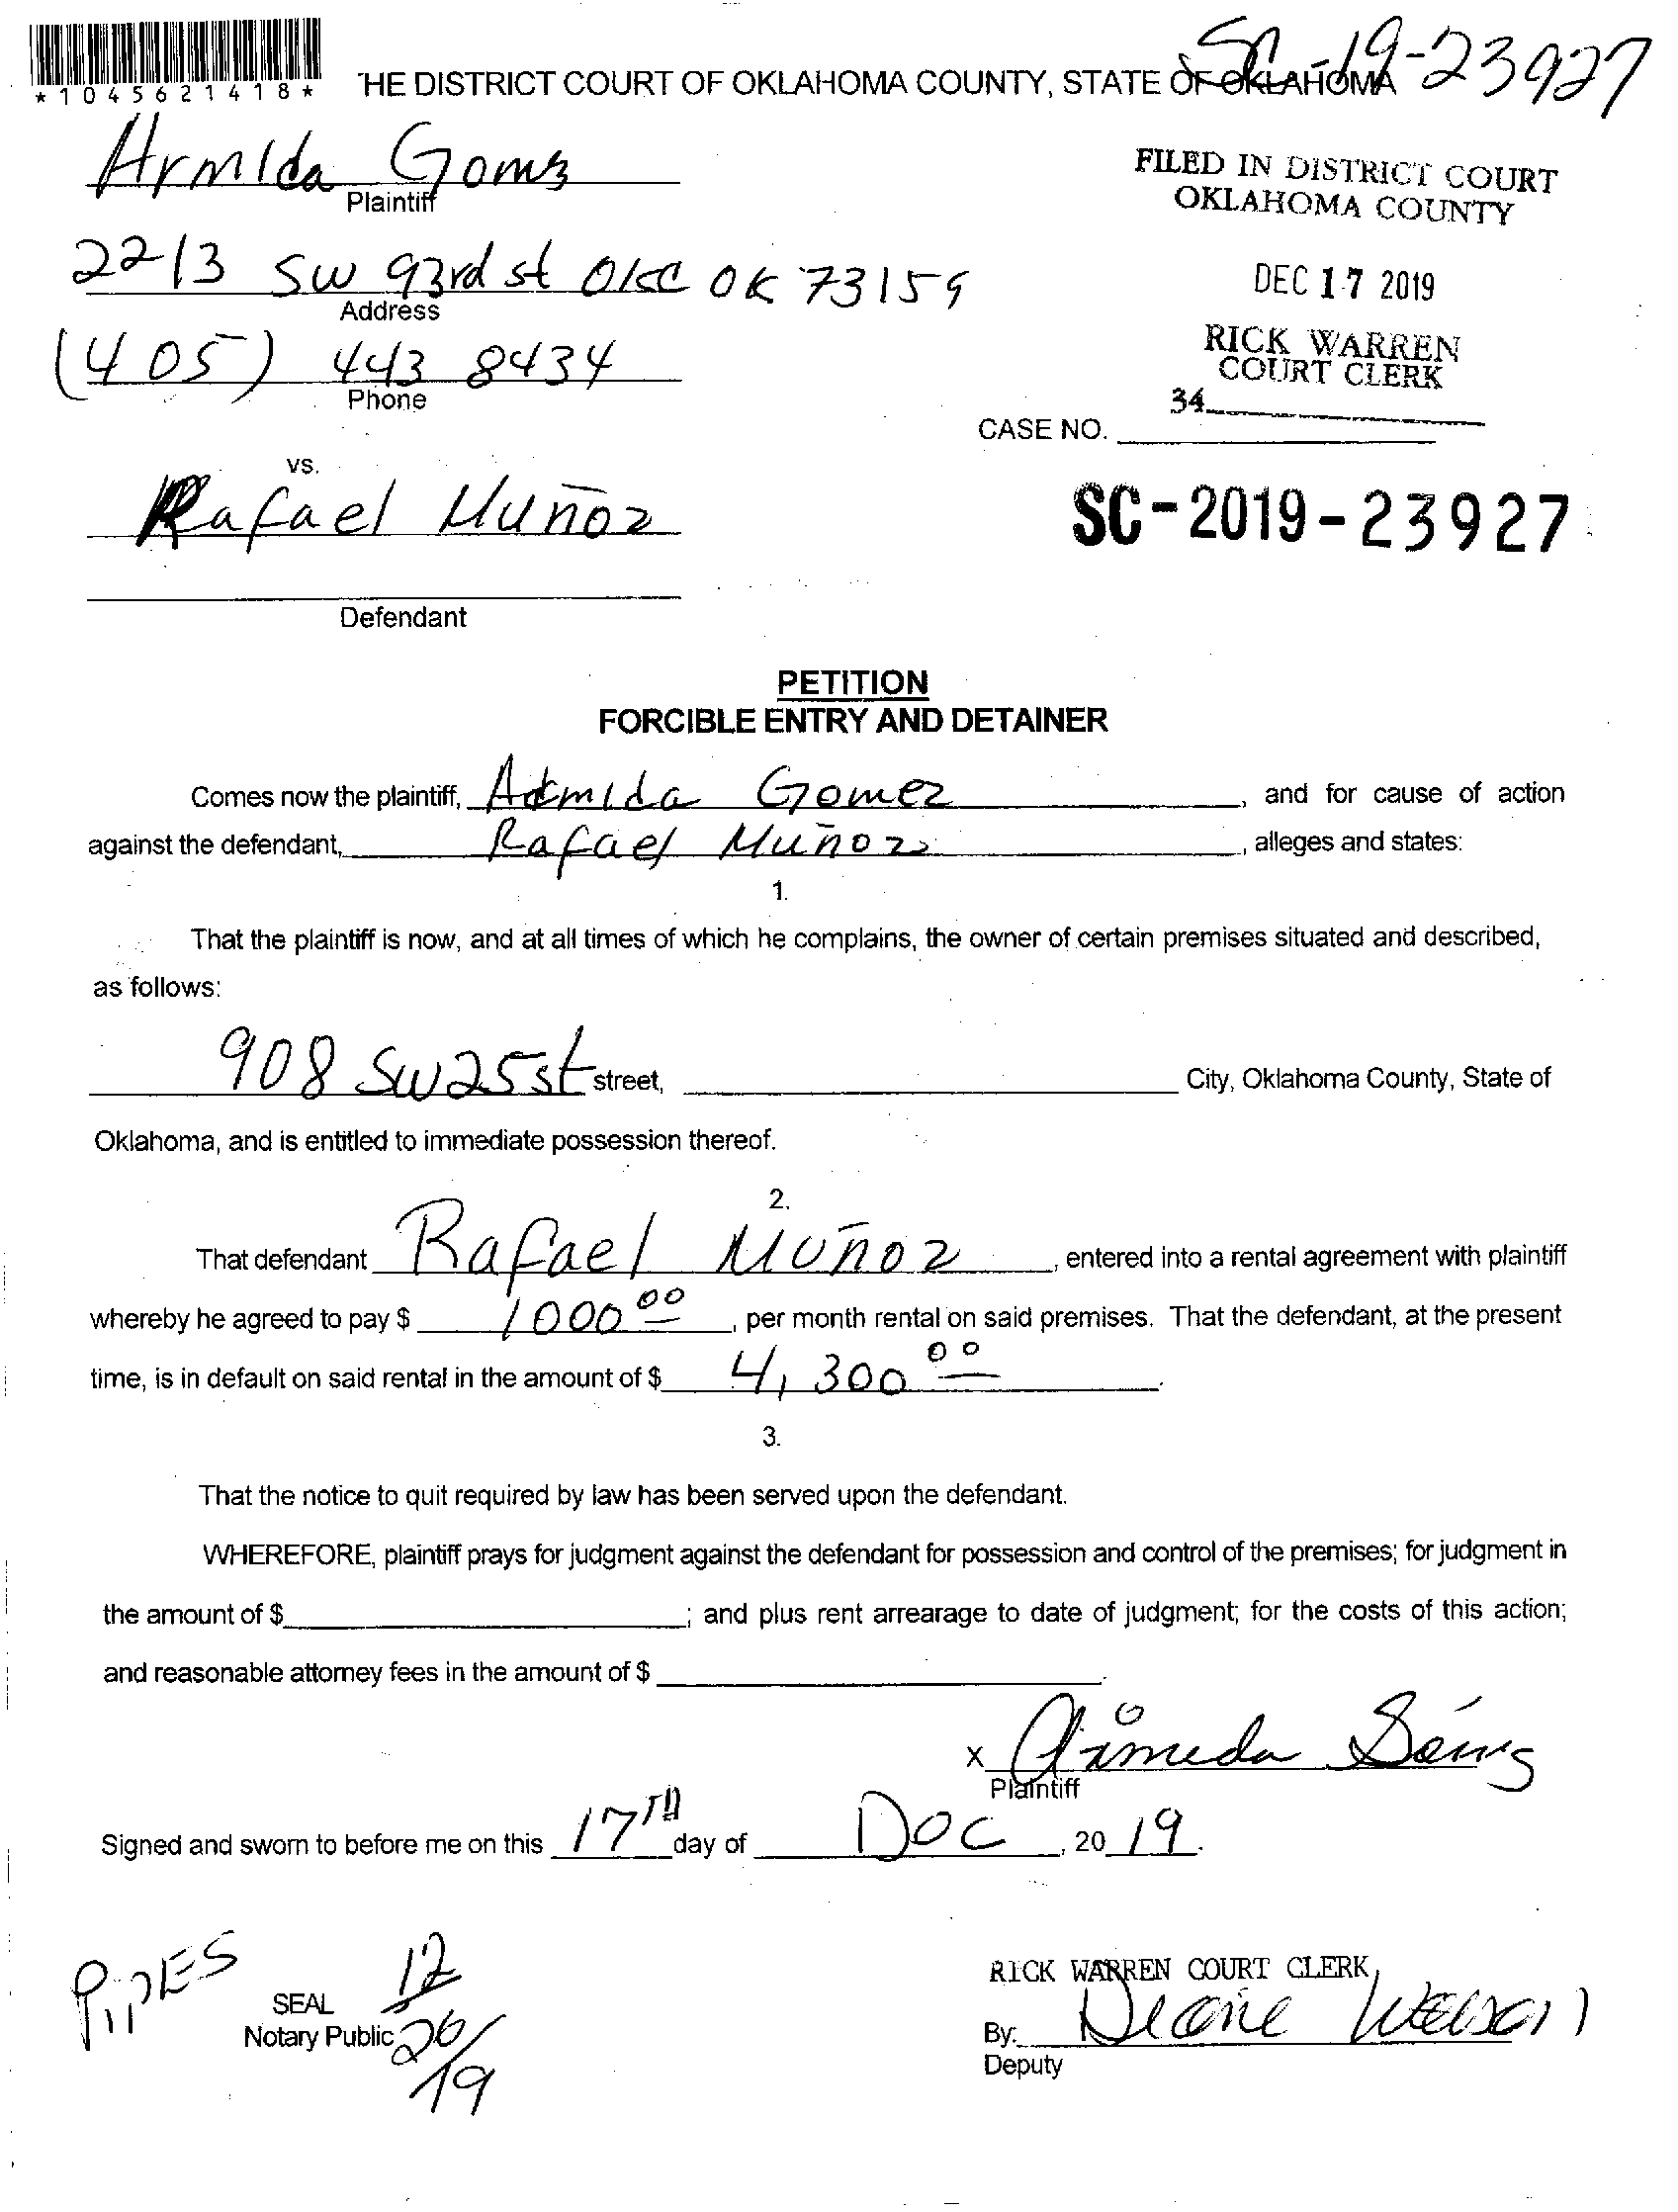 SC-19-23927
*1045621418*
THE DISTRICT COURT OF OKLAHOMA COUNTY, STATE OF OKLAHOMA
Armida Gomz
Plaintiff
FILED IN DISTRICT COURT
OKLAHOMA COUNTY
2213 SW 93rd st OKC OK 73159
Address
DEC 17 2019
(405) 443 8434
Phone
RICK WARREN
COURT CLERK
34
CASE NO.
vs.
Rafael Muñoz
SC-2019-23927
Defendant
PETITION
FORCIBLE ENTRY AND DETAINER
Comes now the plaintiff, Armida Gomez, and for cause of action
against the defendant, Rafael Muñoz, alleges and states:
1.
That the plaintiff is now, and at all times of which he complains, the owner of certain premises situated and described,
as follows:
908 SW 25 st street, City, Oklahoma County, State of
Oklahoma, and is entitled to immediate possession thereof.
2.
That defendant Rafael Muñoz, entered into a rental agreement with plaintiff
whereby he agreed to pay $ 1000 00, per month rental on said premises. That the defendant, at the present
time, is in default on said rental in the amount of $ 4,300 00.
3.
That the notice to quit required by law has been served upon the defendant.
WHEREFORE, plaintiff prays for judgment against the defendant for possession and control of the premises; for judgment in
the amount of $ ; and plus rent arrearage to date of judgment; for the costs of this action;
and reasonable attorney fees in the amount of $ .
x
Plaintiff
Signed and sworn to before me on this 17TH day of DEC, 2019.
PIPES
12
26
19
SEAL
Notary Public
RICK WARREN COURT CLERK
By:
Deputy